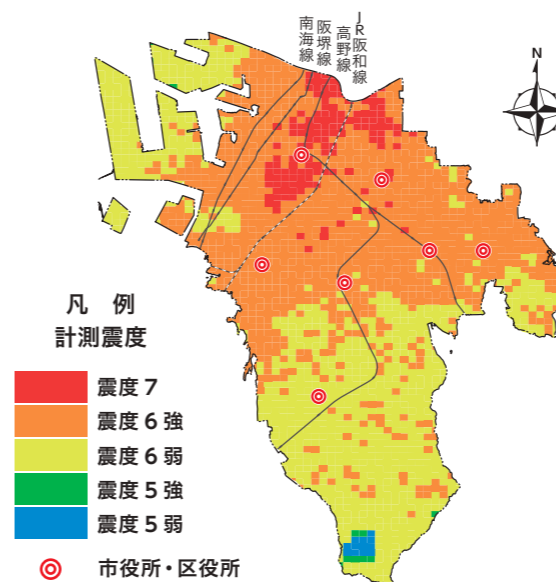 南海線
阪堺線
高野線
JR阪和線
N
凡 例
計測震度
震度7
震度6強
震度6弱
震度5強
震度5弱
市役所・区役所